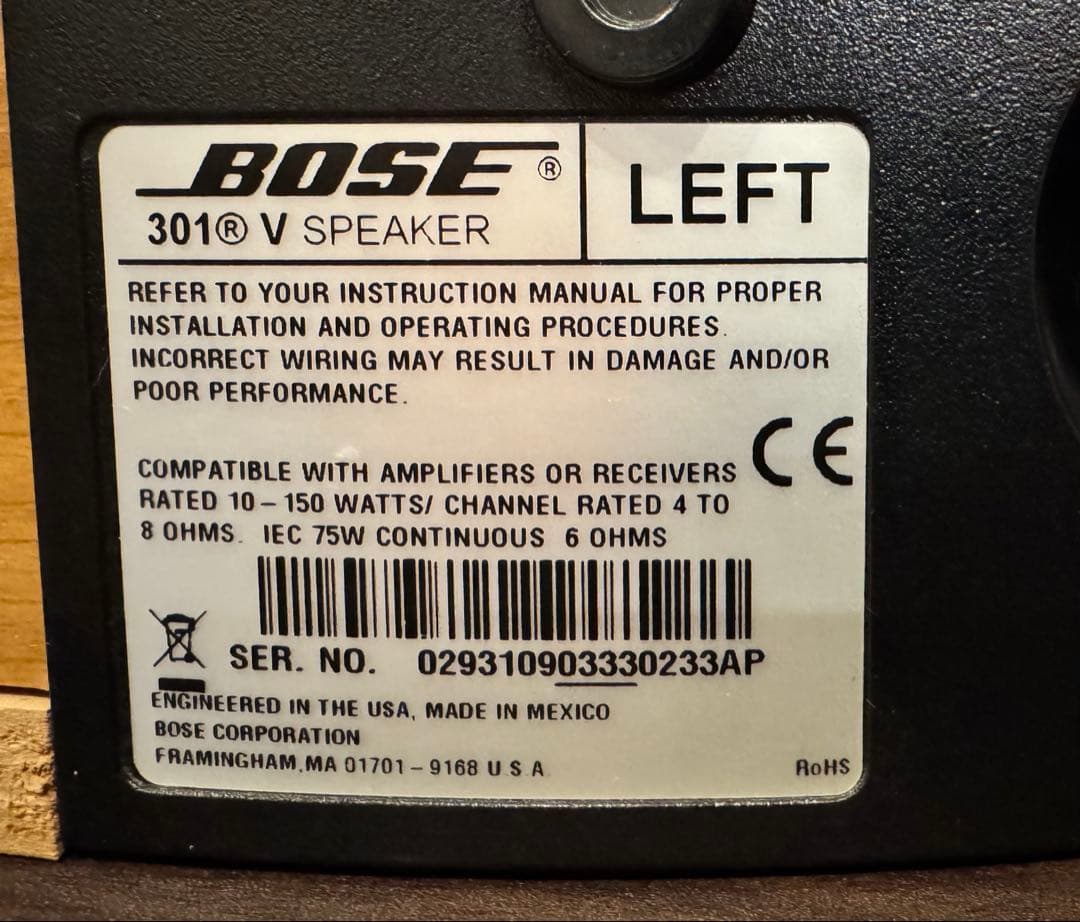 BOSE®
301® V SPEAKER
LEFT
REFER TO YOUR INSTRUCTION MANUAL FOR PROPER
INSTALLATION AND OPERATING PROCEDURES.
INCORRECT WIRING MAY RESULT IN DAMAGE AND/OR
POOR PERFORMANCE.
CE
COMPATIBLE WITH AMPLIFIERS OR RECEIVERS
RATED 10 – 150 WATTS/ CHANNEL RATED 4 TO
8 OHMS. IEC 75W CONTINUOUS 6 OHMS
SER. NO. 029310903330233AP
ENGINEERED IN THE USA, MADE IN MEXICO
BOSE CORPORATION
FRAMINGHAM,MA 01701 – 9168 U.S.A
RoHS